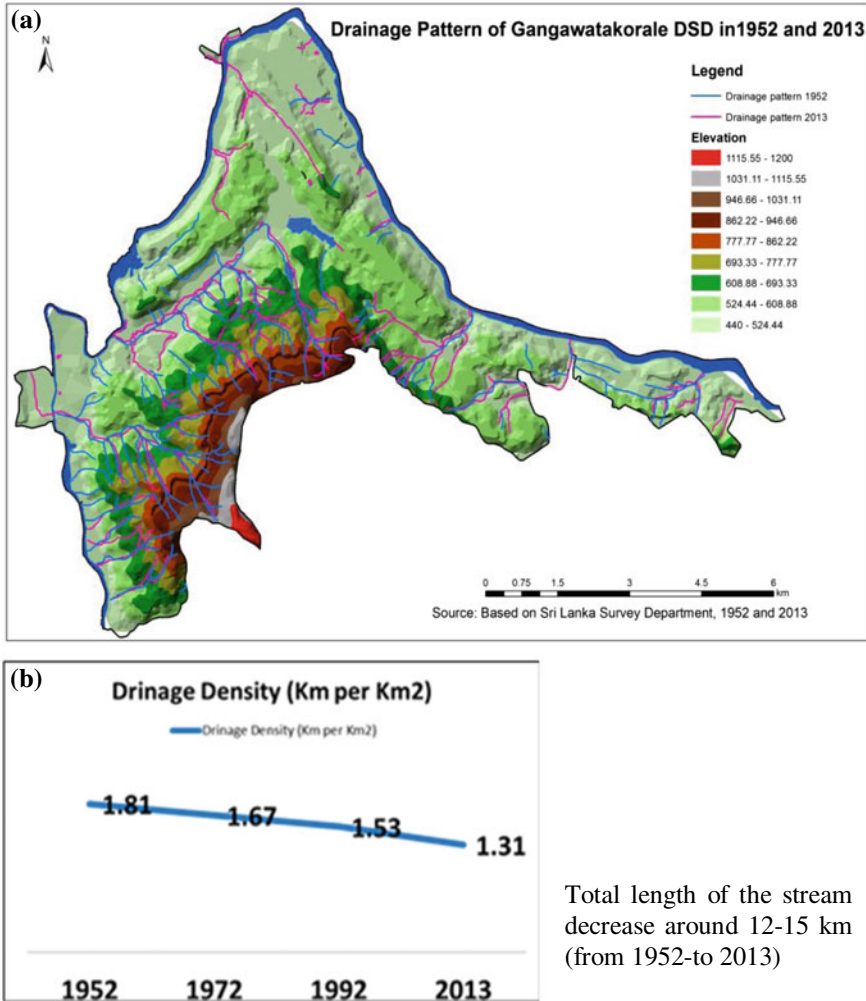 (a)
Drainage Pattern of Gangawatakorale DSD in1952 and 2013
N
Legend
Drainage pattern 1952
Drainage pattern 2013
Elevation
1115.55 - 1200
1031.11 - 1115.55
946.66 - 1031.11
862.22 - 946.66
777.77 - 862.22
693.33 - 777.77
608.88 - 693.33
524.44 - 608.88
440 - 524.44
0 0.75 1.5 3 4.5 6
km
Source: Based on Sri Lanka Survey Department, 1952 and 2013
(b)
Drinage Density (Km per Km2)
Drinage Density (Km per Km2)
1.81
1.67
1.53
1.31
1952 1972 1992 2013
Total length of the stream
decrease around 12-15 km
(from 1952-to 2013)